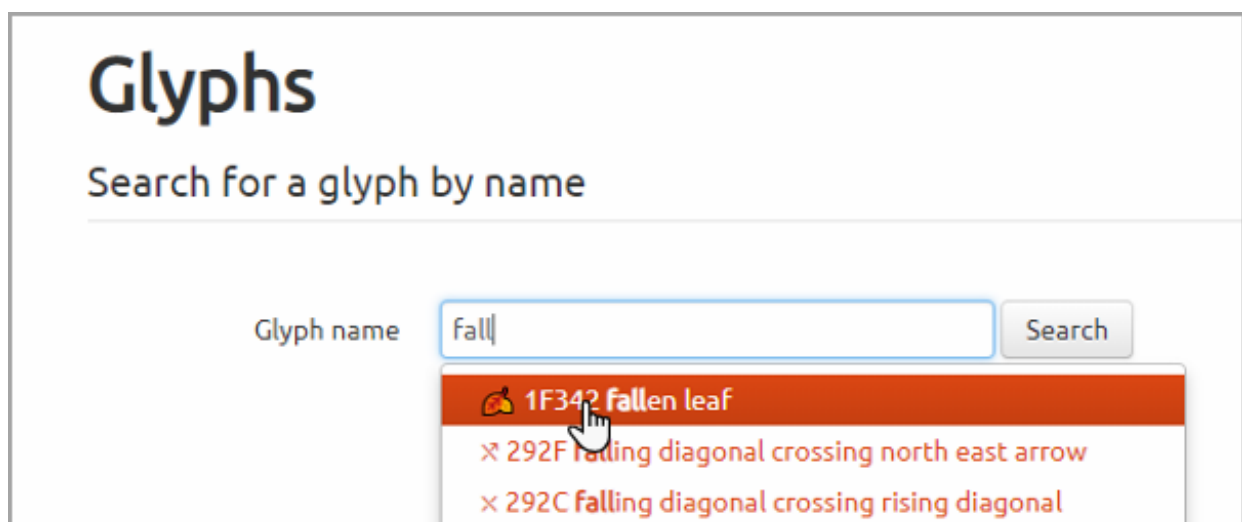 Glyphs
Search for a glyph by name
Glyph name fall Search
🍂 1F342 fallen leaf
⤯ 292F falling diagonal crossing north east arrow
⤬ 292C falling diagonal crossing rising diagonal